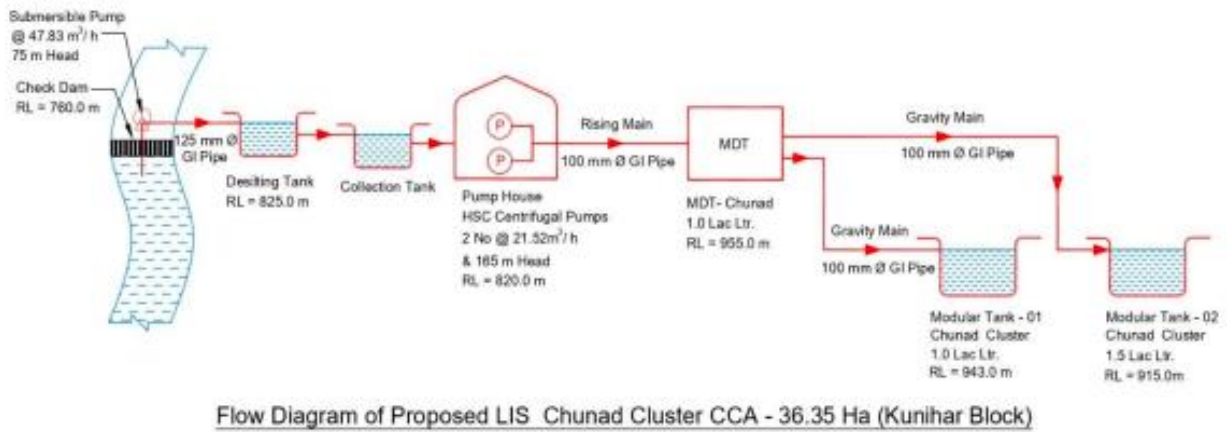 Submersible Pump
@ 47.83 m³/ h
75 m Head
Check Dam
RL = 760.0 m
125 mm Ø
GI Pipe
Desilting Tank
RL = 825.0 m
Collection Tank
P
P
Pump House
HSC Centrifugal Pumps
2 No @ 21.52m³/ h
& 165 m Head
RL = 820.0 m
Rising Main
100 mm Ø GI Pipe
MDT
MDT- Chunad
1.0 Lac Ltr.
RL = 955.0 m
Gravity Main
100 mm Ø GI Pipe
Gravity Main
100 mm Ø GI Pipe
Modular Tank - 01
Chunad Cluster
1.0 Lac Ltr.
RL = 943.0 m
Modular Tank - 02
Chunad Cluster
1.5 Lac Ltr.
RL = 915.0m
Flow Diagram of Proposed LIS Chunad Cluster CCA - 36.35 Ha (Kunihar Block)